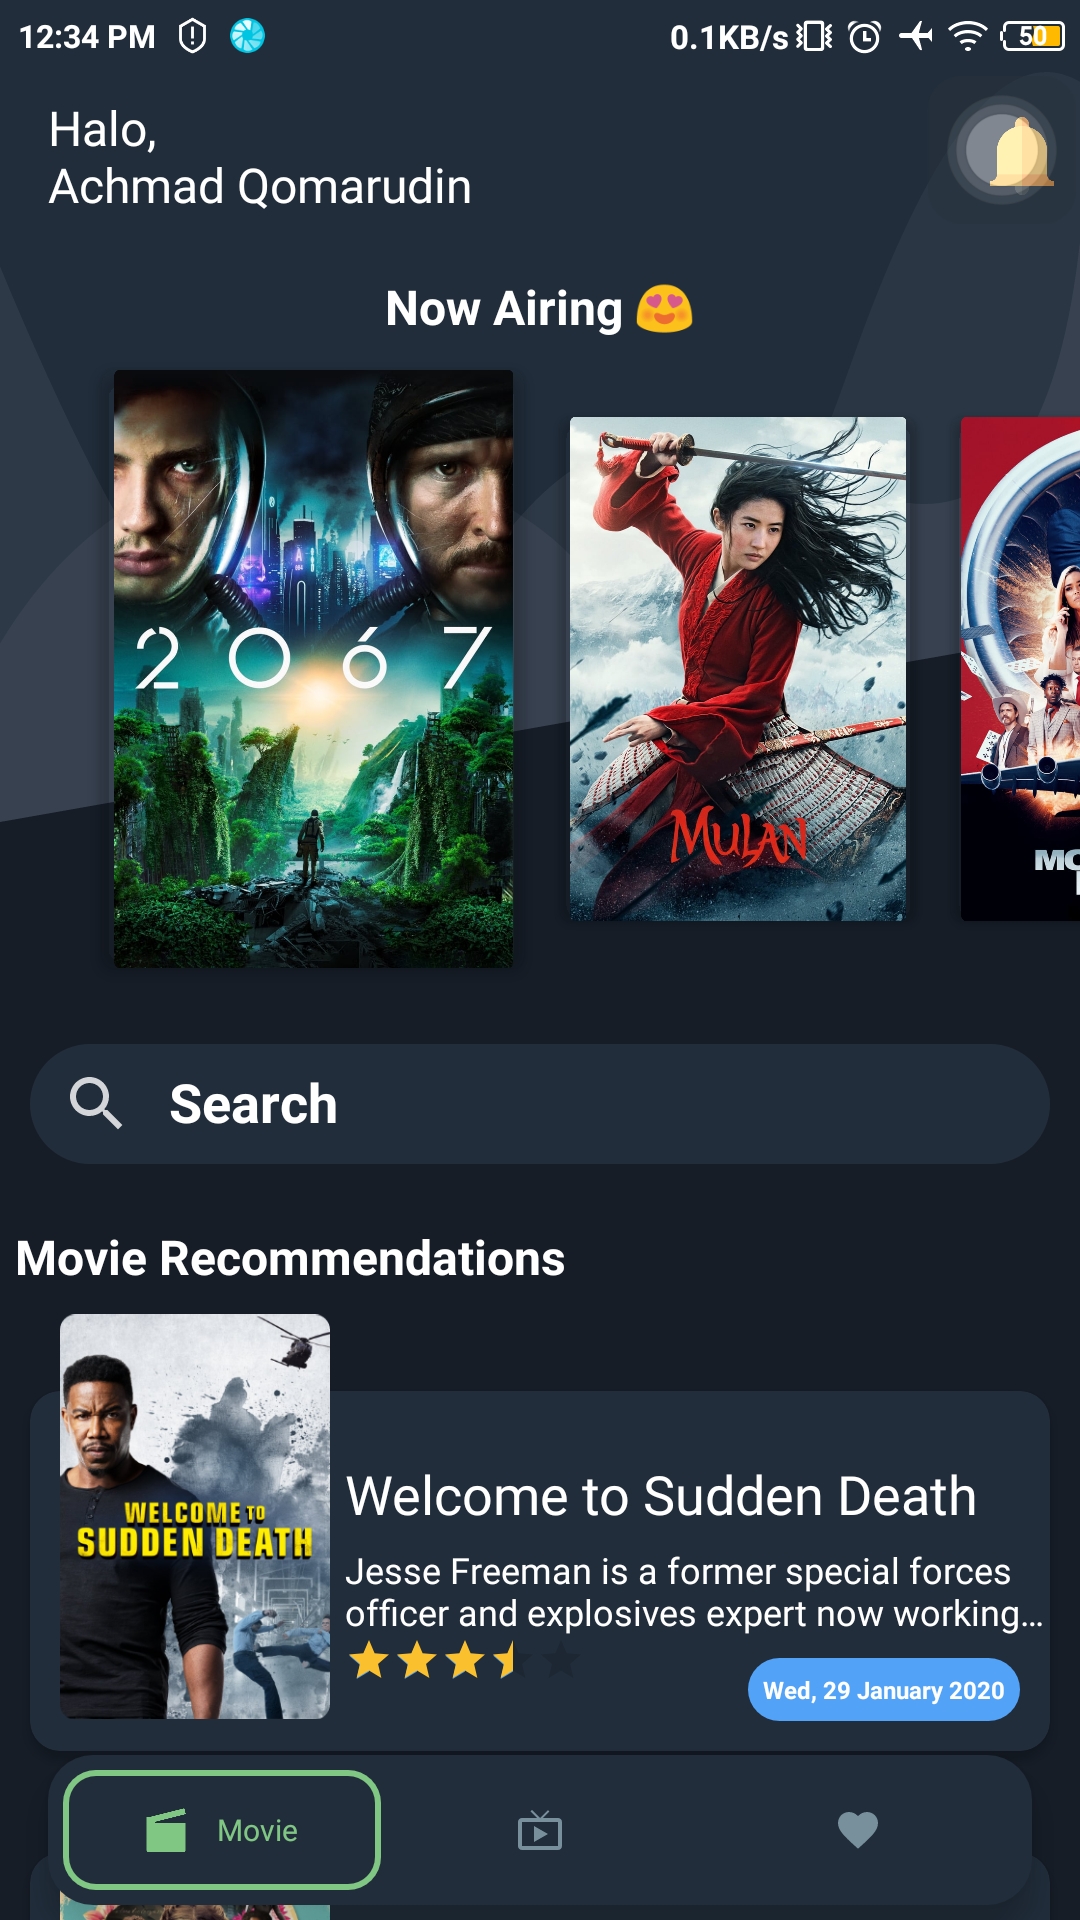 12:34 PM
0.1KB/s
50
Halo,
Achmad Qomarudin
Now Airing 😍
2067
MULAN
Search
Movie Recommendations
WELCOME TO
SUDDEN DEATH
Welcome to Sudden Death
Jesse Freeman is a former special forces
officer and explosives expert now working...
Wed, 29 January 2020
Movie